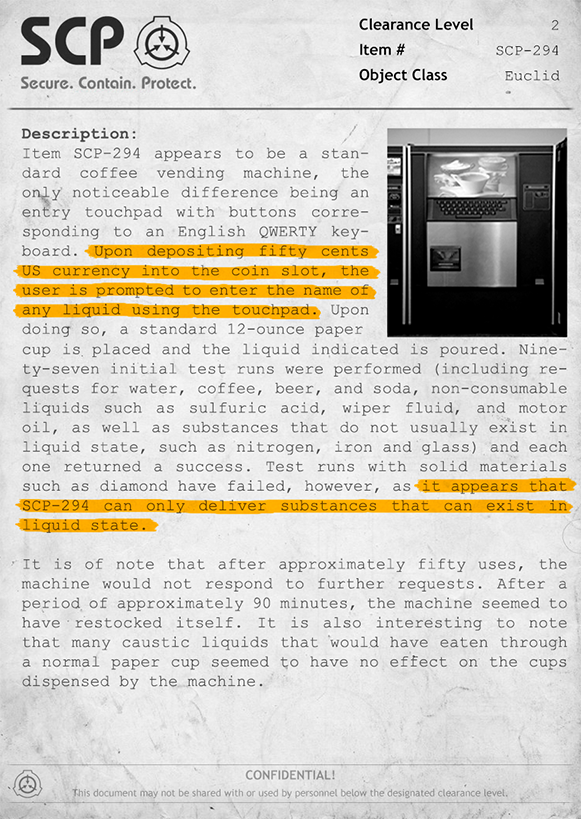 SCP
Secure. Contain. Protect.
Clearance Level 2
Item # SCP-294
Object Class Euclid
Description:
Item SCP-294 appears to be a stan-
dard coffee vending machine, the
only noticeable difference being an
entry touchpad with buttons corre-
sponding to an English QWERTY key-
board. Upon depositing fifty cents
US currency into the coin slot, the
user is prompted to enter the name of
any liquid using the touchpad. Upon
doing so, a standard 12-ounce paper
cup is placed and the liquid indicated is poured. Nine-
ty-seven initial test runs were performed (including re-
quests for water, coffee, beer, and soda, non-consumable
liquids such as sulfuric acid, wiper fluid, and motor
oil, as well as substances that do not usually exist in
liquid state, such as nitrogen, iron and glass) and each
one returned a success. Test runs with solid materials
such as diamond have failed, however, as it appears that
SCP-294 can only deliver substances that can exist in
liquid state.
It is of note that after approximately fifty uses, the
machine would not respond to further requests. After a
period of approximately 90 minutes, the machine seemed to
have restocked itself. It is also interesting to note
that many caustic liquids that would have eaten through
a normal paper cup seemed to have no effect on the cups
dispensed by the machine.
CONFIDENTIAL!
This document may not be shared with or used by personnel below the designated clearance level.